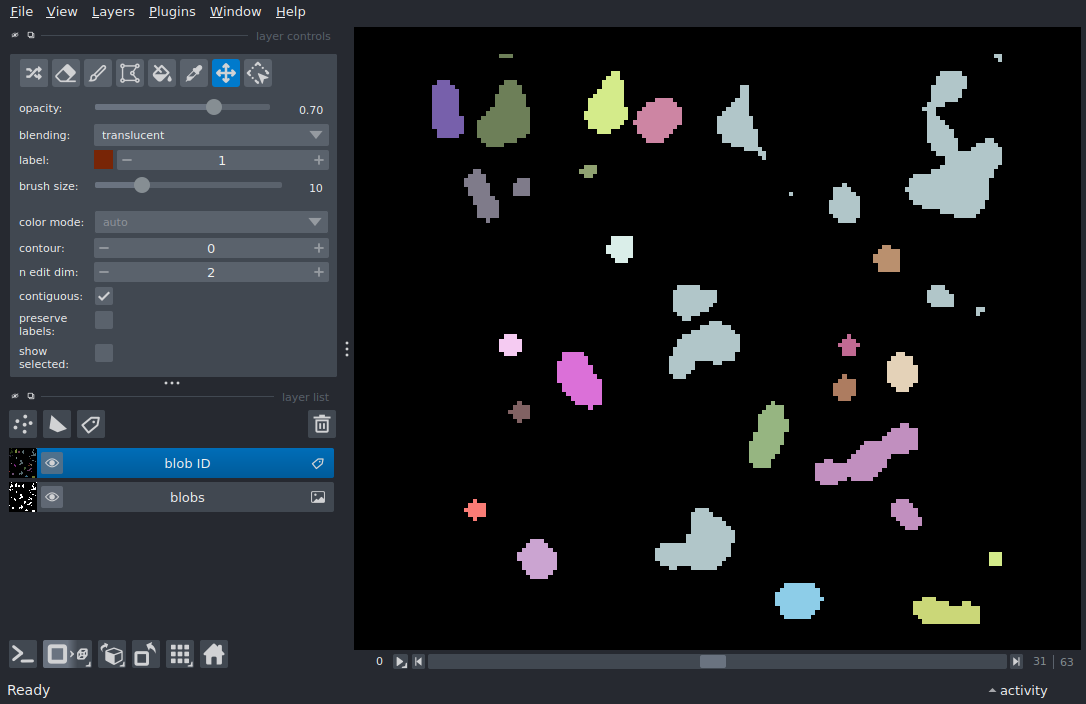 File View Layers Plugins Window Help
layer controls
opacity: 0.70
blending: translucent
label: 1
brush size: 10
color mode: auto
contour: 0
n edit dim: 2
contiguous:
preserve
labels:
show
selected:
layer list
blob ID
blobs
0 31 63
Ready activity